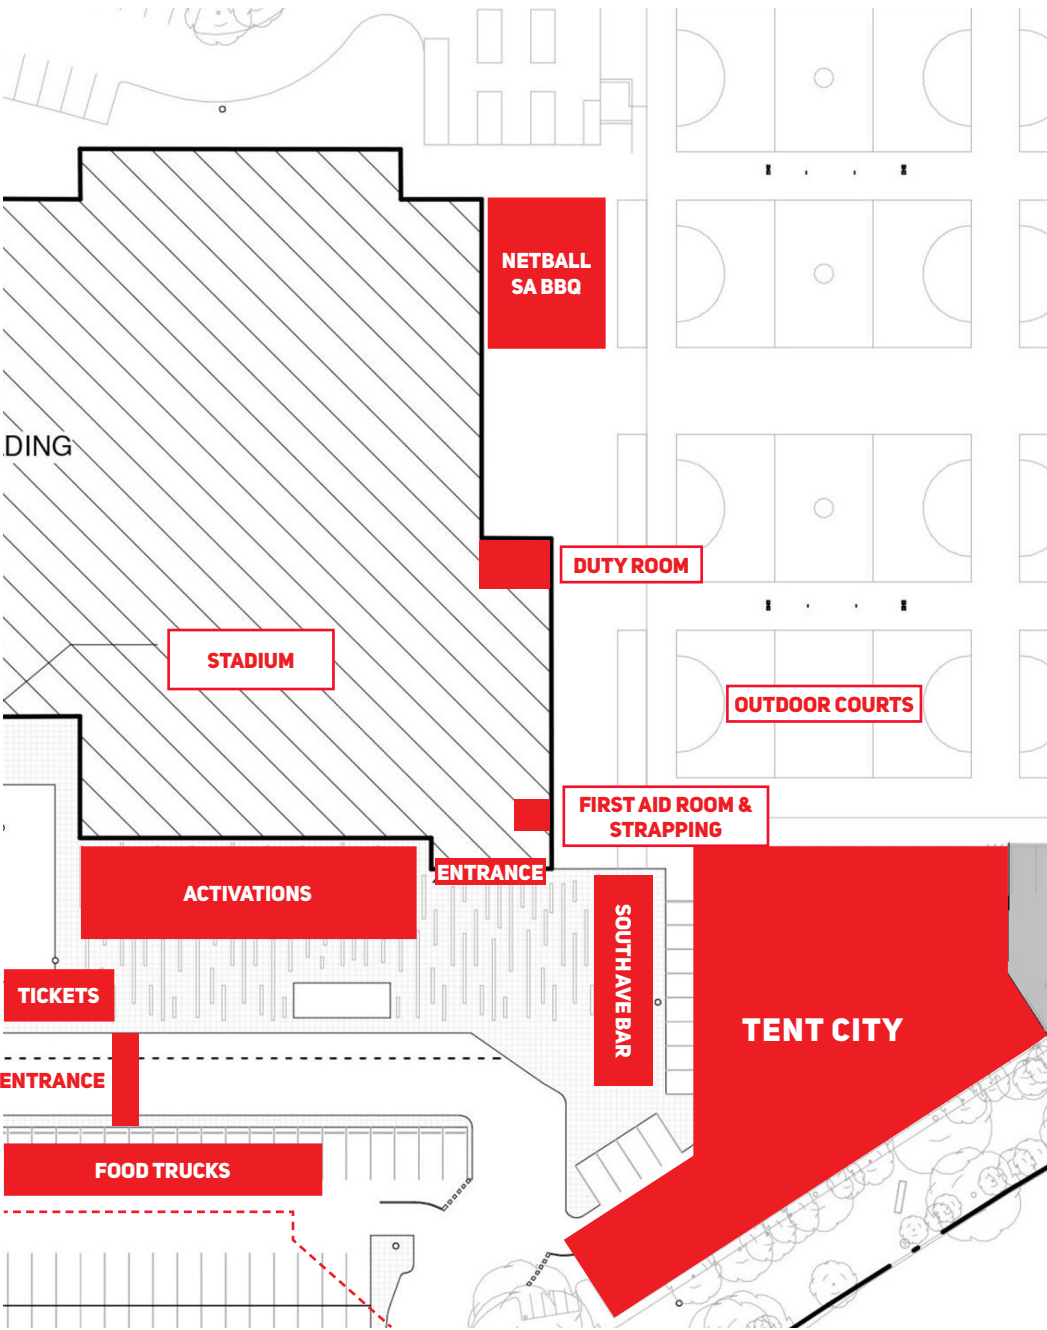 NETBALL
SA BBQ
DING
DUTY ROOM
STADIUM
OUTDOOR COURTS
FIRST AID ROOM &
STRAPPING
ENTRANCE
ACTIVATIONS
SOUTH AVE BAR
TICKETS
TENT CITY
ENTRANCE
FOOD TRUCKS